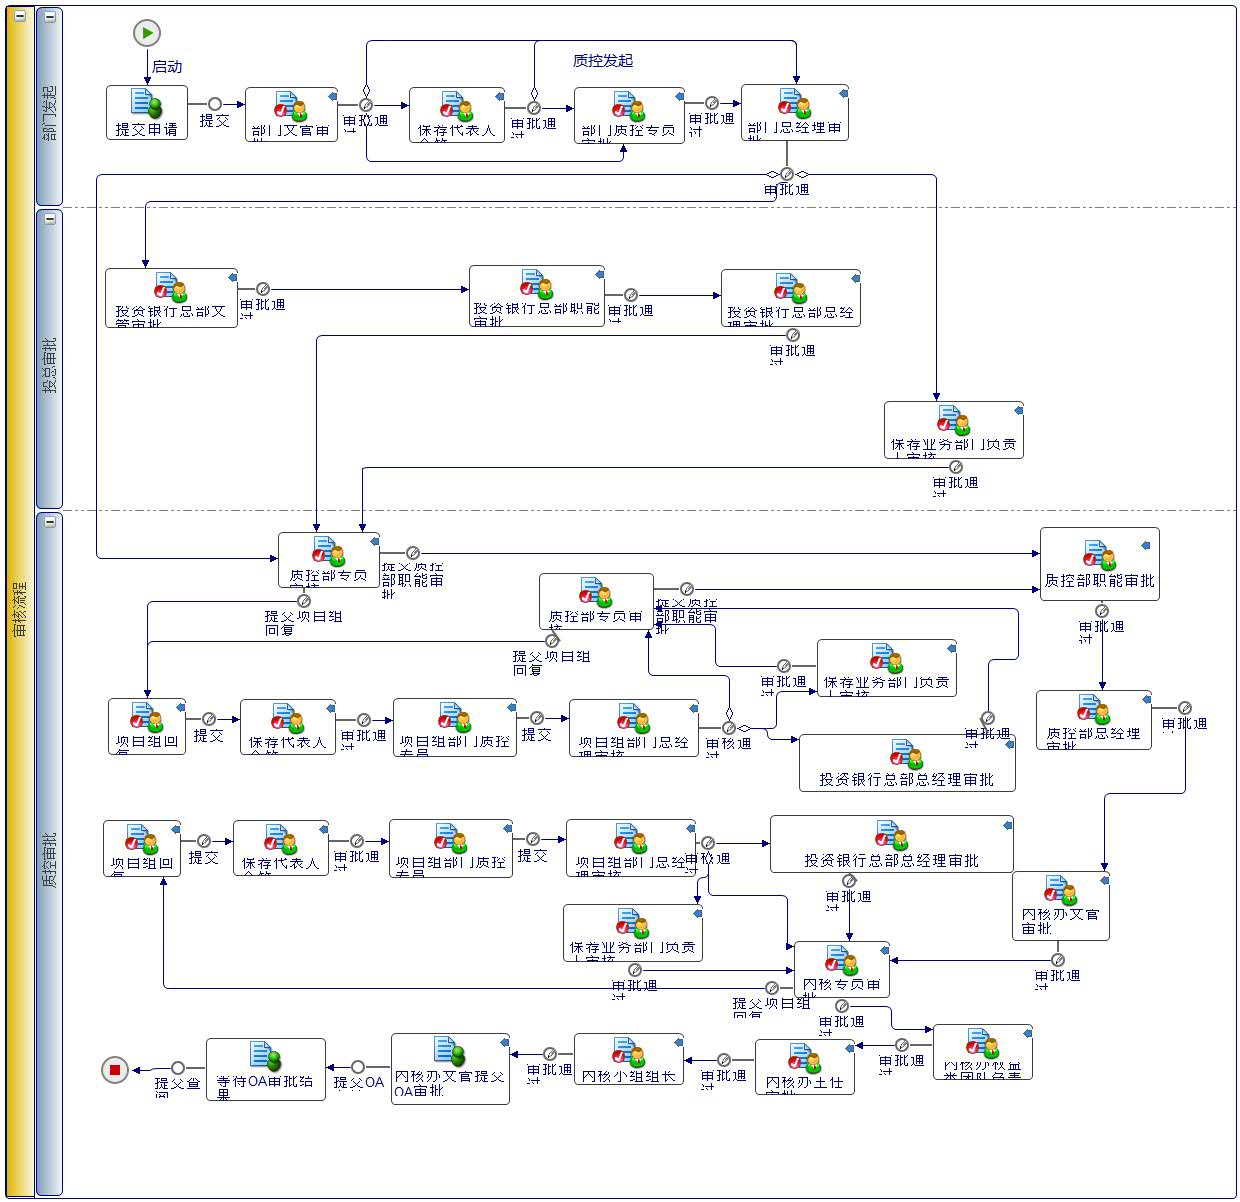 审核流程
部门发起
启动
质控发起
提交申请
提交
部门文官审
审批通
过
保存代表人
会签
审批通
过
部门质控专员
审批
审批通
过
部门总经理审
批
审批通
投总审批
投资银行总部文
管审批
审批通
过
投资银行总部职能
审批
审批通
过
投资银行总部总经
理审批
审批通
过
保荐业务部门负责
人审核
审批通
过
质控审批
质控部专员
提交质控
部职能审
批
提交项目组
回复
质控部专员审
核
提交质控
部职能审
批
提交项目组
回复
质控部职能审批
审批通
过
保荐业务部门负责
人审核
审批通
过
项目组回
复
提交
保存代表人
会签
审批通
过
项目组部门质控
专员
提交
项目组部门总经
理审核
审核通
过
投资银行总部总经理审批
审批通
过
质控部总经理
审批
审批通
过
项目组回
复
提交
保存代表人
会签
审批通
过
项目组部门质控
专员
提交
项目组部门总经
理审核
审核通
过
投资银行总部总经理审批
审批通
过
内核办文官
审批
审批通
过
保荐业务部门负责
人审核
审批通
过
内核专员审
批
提交项目组
回复
审批通
过
内核办权益
类团队负责
审批通
过
内核办主任
审批
审批通
过
内核小组组长
审批通
过
内核办文官提交
OA审批
提交OA
审批
等待OA审批结
果
提交查
阅